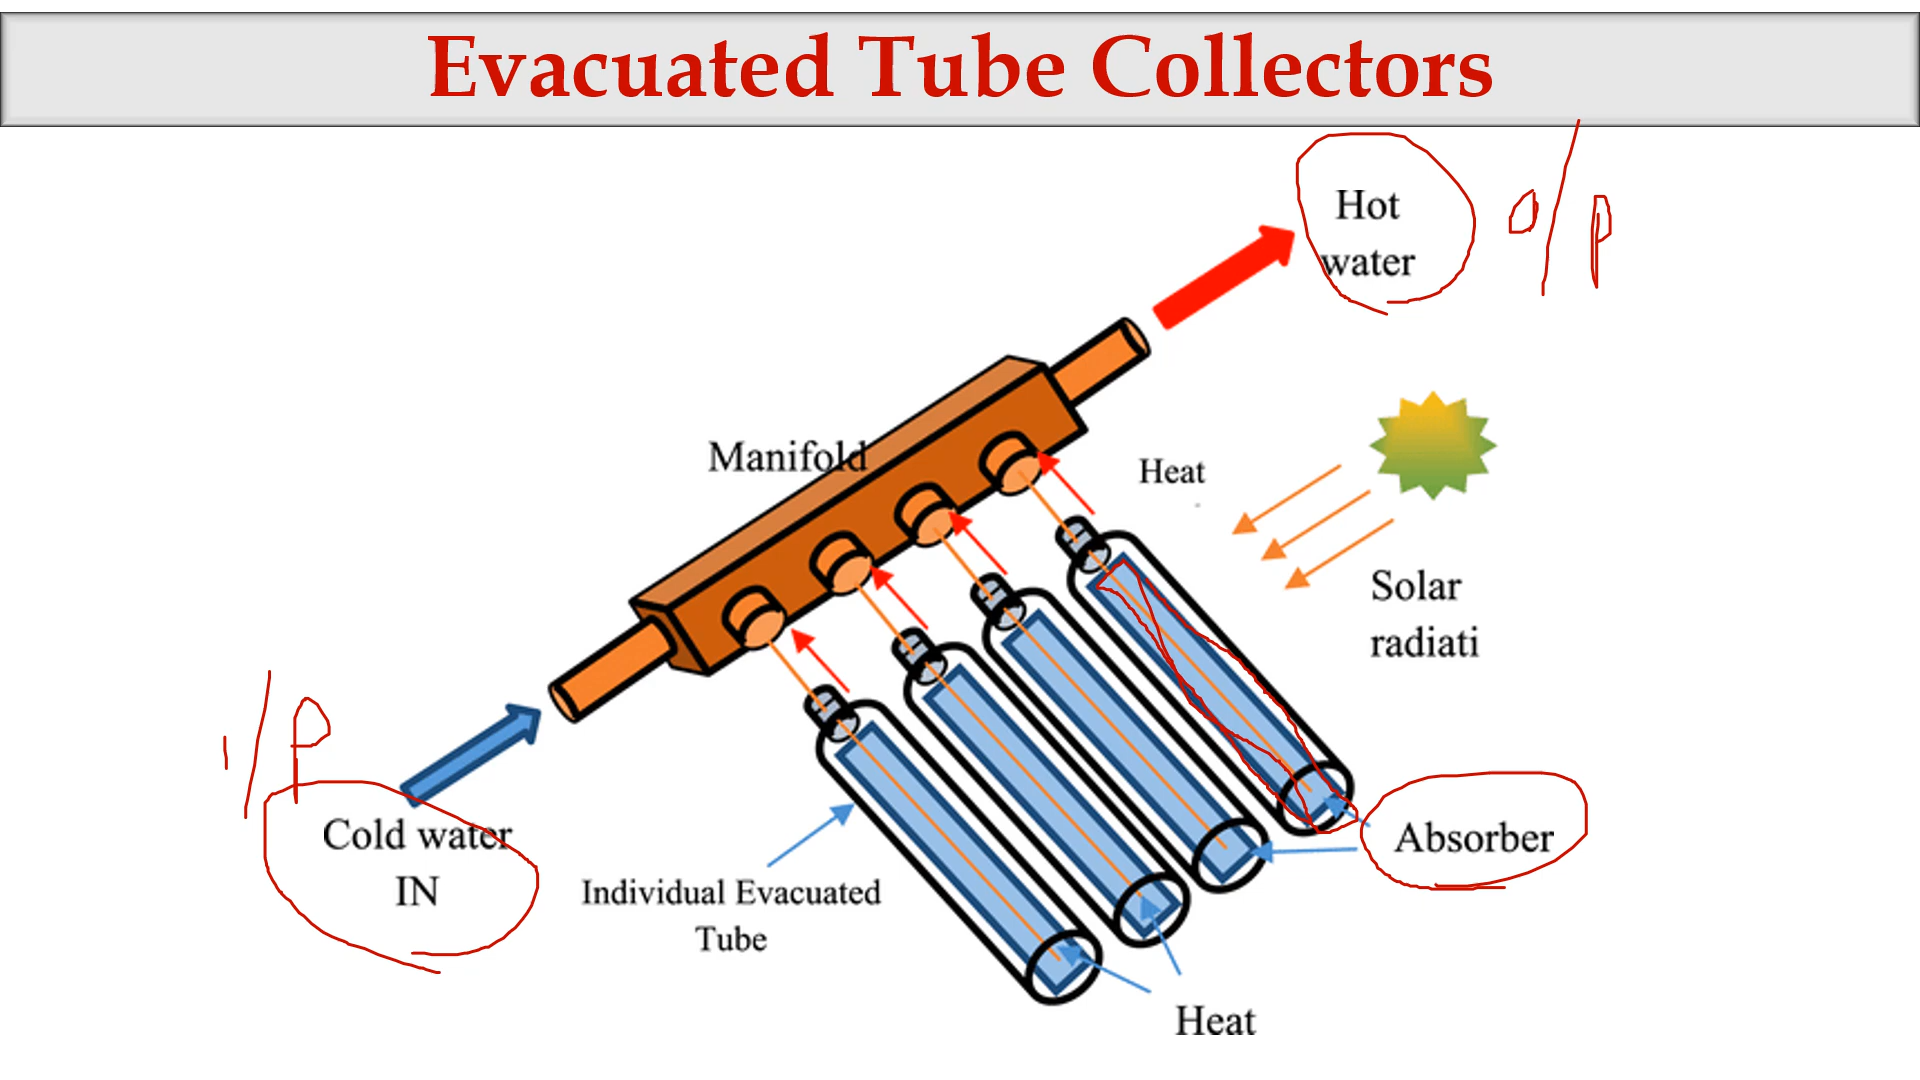 Evacuated Tube Collectors
Hot
water
o/p
Manifold
Heat
Solar
radiati
i/p
Cold water
IN
Individual Evacuated
Tube
Absorber
Heat